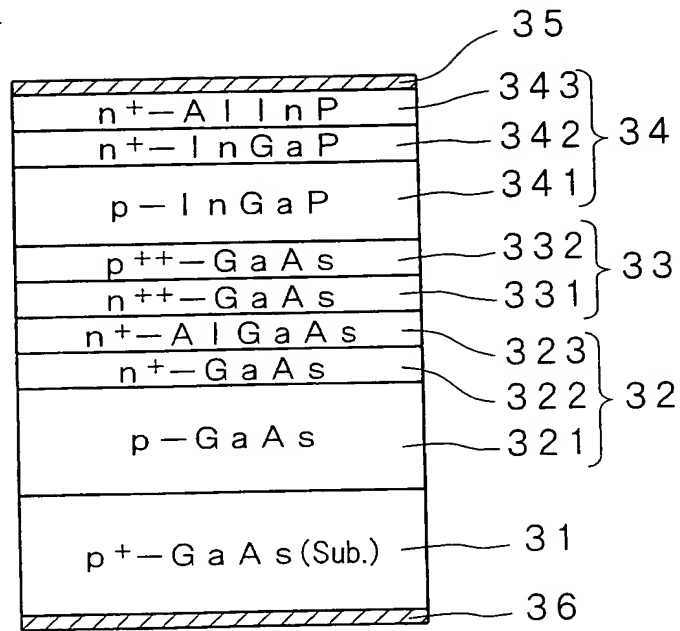 35
n+-AlInP 343
n+-InGaP 342 34
p-InGaP 341
p++-GaAs 332
n++-GaAs 331 33
n+-AlGaAs 323
n+-GaAs 322 32
p-GaAs 321
p+-GaAs(Sub.) 31
36